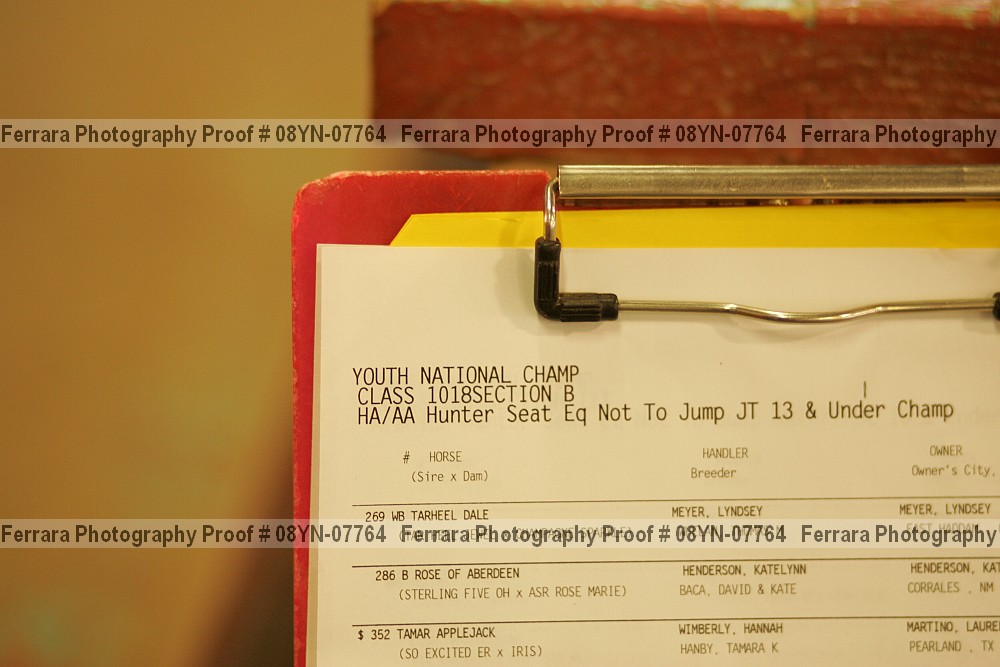 Ferrara Photography Proof # 08YN-07764 Ferrara Photography Proof # 08YN-07764 Ferrara Photography
YOUTH NATIONAL CHAMP
CLASS 1018SECTION B
HA/AA Hunter Seat Eq Not To Jump JT 13 & Under Champ
# HORSE HANDLER OWNER
(Sire x Dam) Breeder Owner's City,
269 WB TARHEEL DALE MEYER, LYNDSEY MEYER, LYNDSEY
Ferrara Photography Proof # 08YN-07764 Ferrara Photography Proof # 08YN-07764 Ferrara Photography
286 B ROSE OF ABERDEEN HENDERSON, KATELYNN HENDERSON, KAT
(STERLING FIVE OH x ASR ROSE MARIE) BACA, DAVID & KATE CORRALES , NM
$ 352 TAMAR APPLEJACK WIMBERLY, HANNAH MARTINO, LAURE
(SO EXCITED ER x IRIS) HANBY, TAMARA K PEARLAND , TX